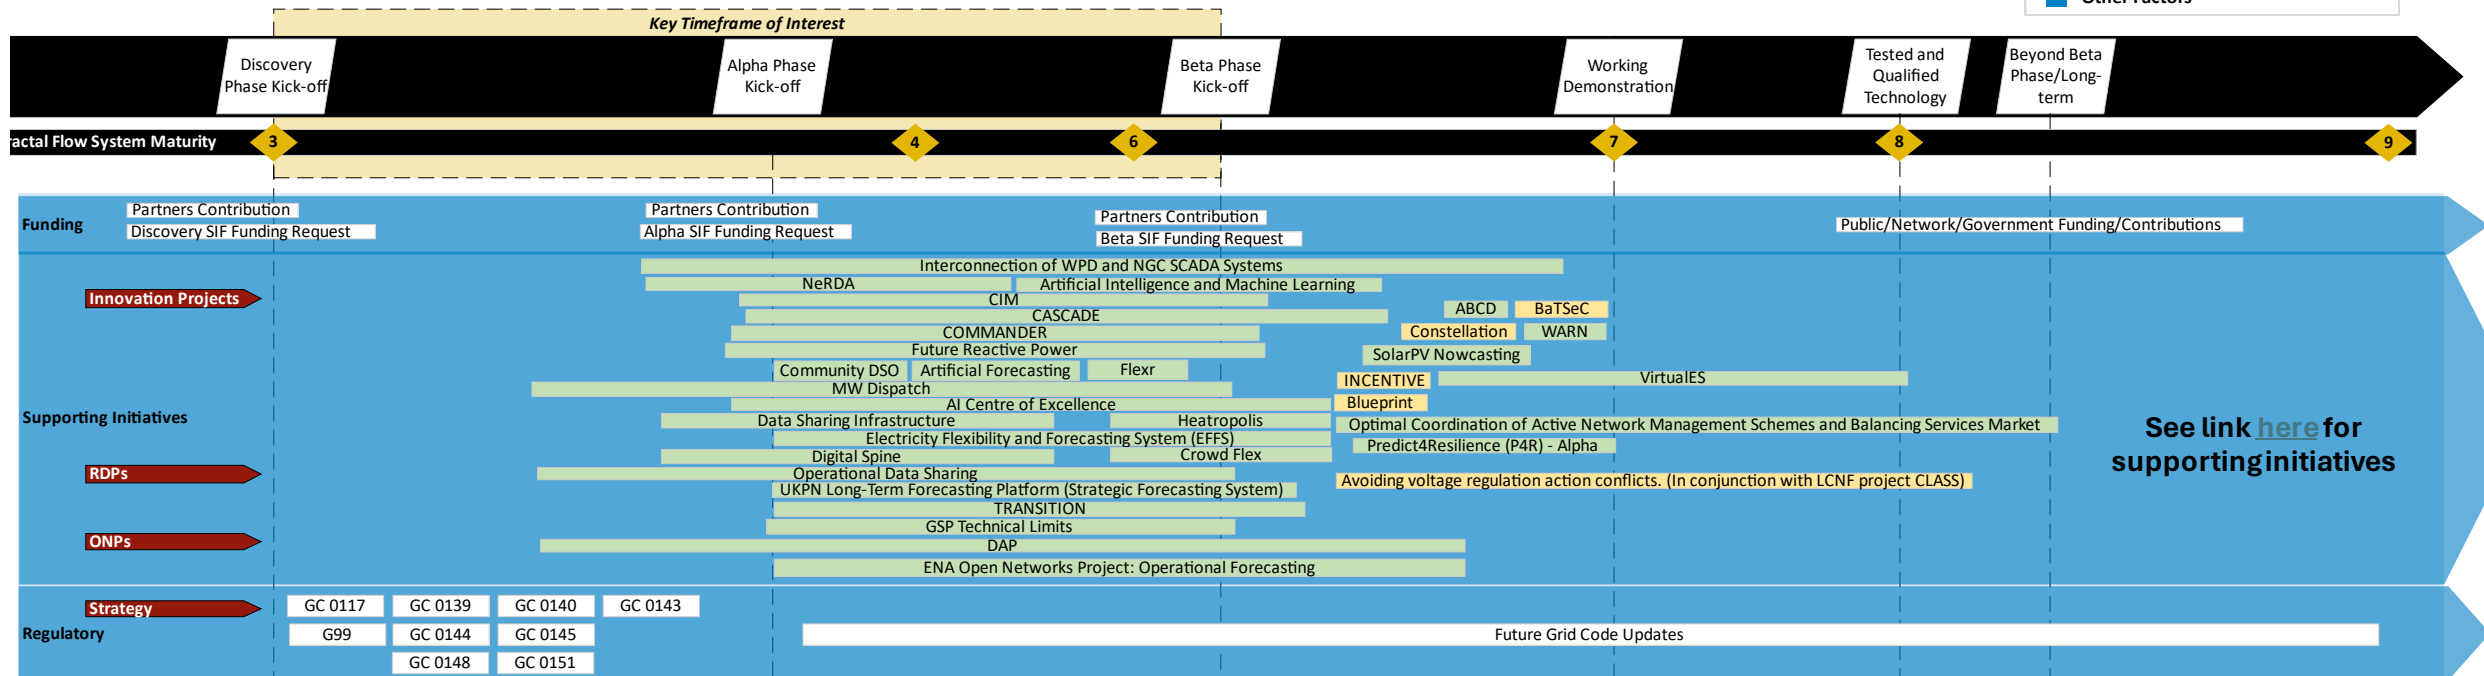 Other Factors
Key Timeframe of Interest
Discovery
Phase Kick-off
Alpha Phase
Kick-off
Beta Phase
Kick-off
Working
Demonstration
Tested and
Qualified
Technology
Beyond Beta
Phase/Long-
term
ractal Flow System Maturity
3
4
6
7
8
9
Funding
Partners Contribution
Discovery SIF Funding Request
Partners Contribution
Alpha SIF Funding Request
Partners Contribution
Beta SIF Funding Request
Public/Network/Government Funding/Contributions
Innovation Projects
Supporting Initiatives
RDPs
ONPs
Interconnection of WPD and NGC SCADA Systems
NeRDA
Artificial Intelligence and Machine Learning
CIM
CASCADE
ABCD
BaTSeC
COMMANDER
Constellation
WARN
Future Reactive Power
SolarPV Nowcasting
Community DSO
Artificial Forecasting
Flexr
MW Dispatch
INCENTIVE
VirtualES
AI Centre of Excellence
Blueprint
Data Sharing Infrastructure
Heatropolis
Optimal Coordination of Active Network Management Schemes and Balancing Services Market
Electricity Flexibility and Forecasting System (EFFS)
Predict4Resilience (P4R) - Alpha
Digital Spine
Crowd Flex
Operational Data Sharing
Avoiding voltage regulation action conflicts. (In conjunction with LCNF project CLASS)
UKPN Long-Term Forecasting Platform (Strategic Forecasting System)
TRANSITION
GSP Technical Limits
DAP
ENA Open Networks Project: Operational Forecasting
See link here for
supporting initiatives
Strategy
Regulatory
GC 0117
GC 0139
GC 0140
GC 0143
G99
GC 0144
GC 0145
Future Grid Code Updates
GC 0148
GC 0151